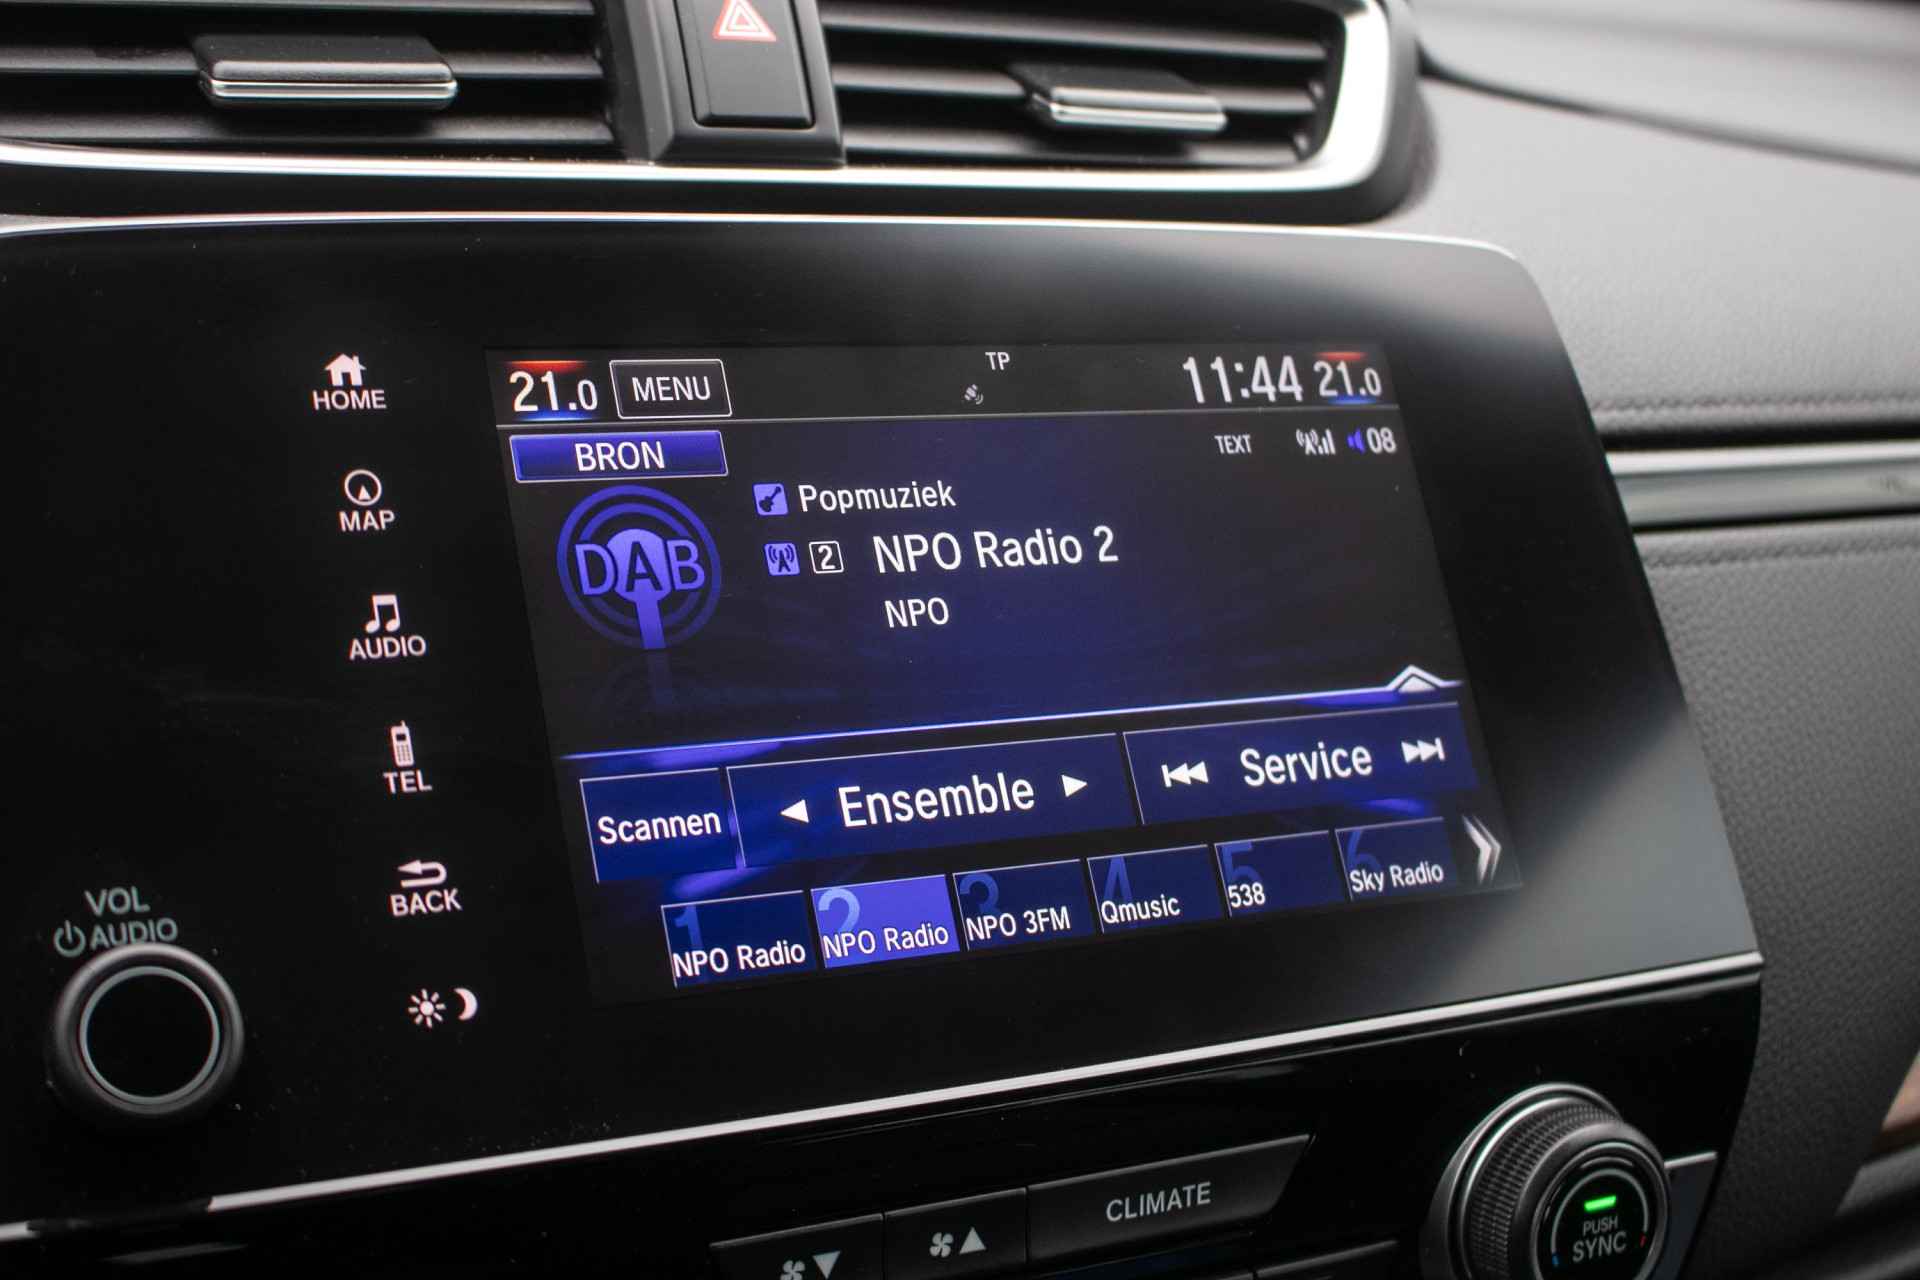 HOME
MAP
AUDIO
TEL
BACK
VOL
AUDIO
21.0 MENU TP 11:44 21.0
BRON TEXT 08
DAB
Popmuziek
2 NPO Radio 2
NPO
Scannen Ensemble Service
1 NPO Radio
2 NPO Radio
3 NPO 3FM
4 Qmusic
5 538
6 Sky Radio
CLIMATE
PUSH
SYNC